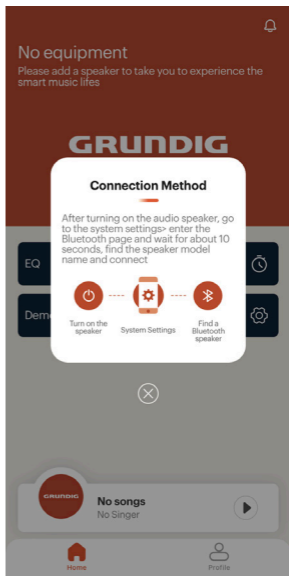 No equipment
Please add a speaker to take you to experience the
smart music lifes
GRUNDIG
Connection Method
After turning on the audio speaker, go
to the system settings> enter the
Bluetooth page and wait for about 10
seconds, find the speaker model
name and connect
Turn on the
speaker
System Settings
Find a
Bluetooth
speaker
EQ
Dem
GRUNDIG
No songs
No Singer
Home
Profile